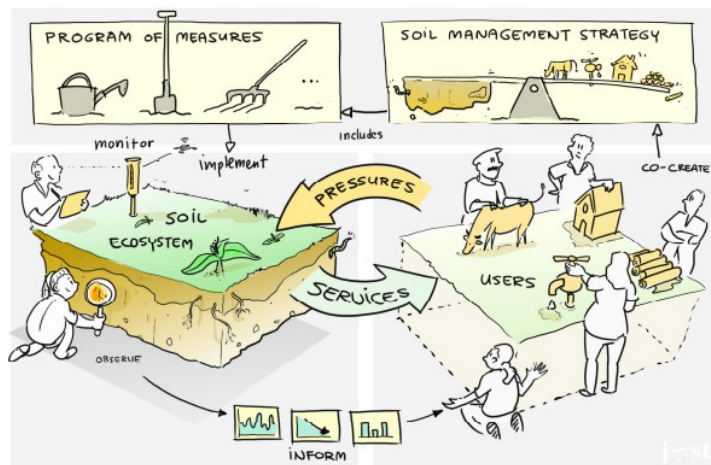 PROGRAM OF MEASURES
...
SOIL MANAGEMENT STRATEGY
includes
monitor
implement
CO-CREATE
PRESSURES
SOIL
ECOSYSTEM
SERVICES
USERS
OBSERVE
INFORM